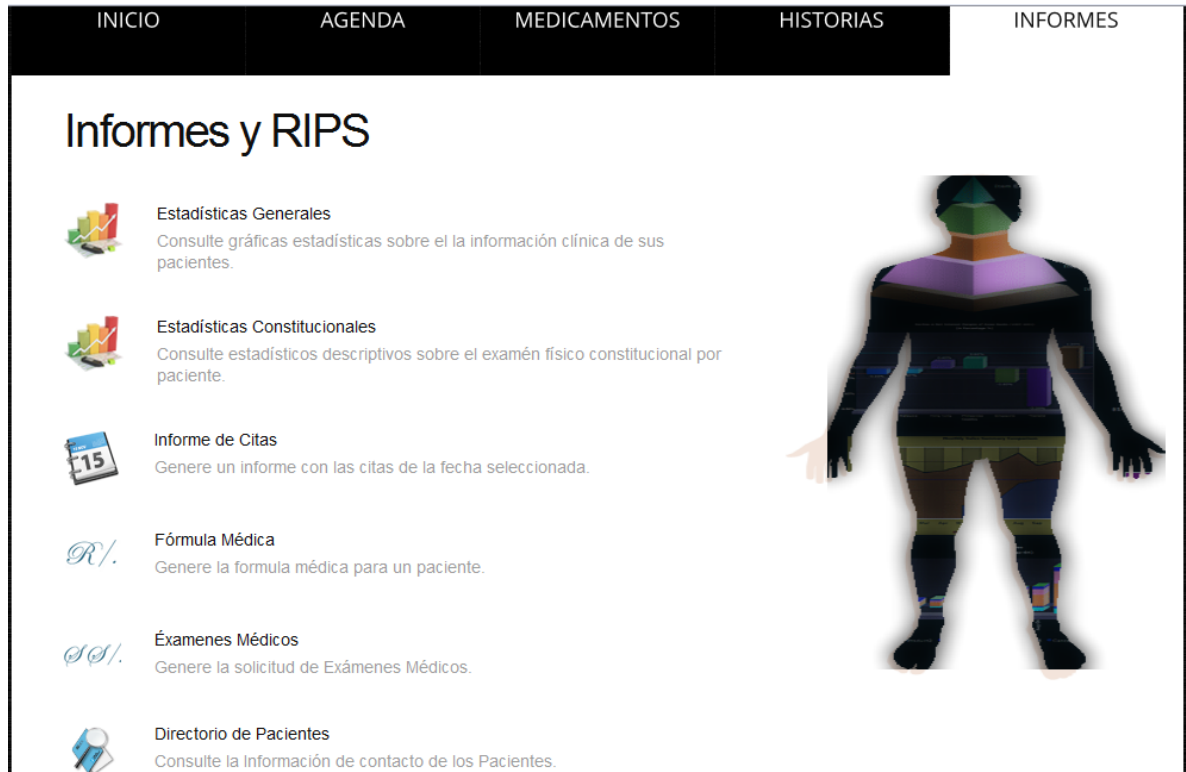 INICIO
AGENDA
MEDICAMENTOS
HISTORIAS
INFORMES
Informes y RIPS
Estadísticas Generales
Consulte gráficas estadísticas sobre el la información clínica de sus
pacientes.
Estadísticas Constitucionales
Consulte estadísticos descriptivos sobre el examén físico constitucional por
paciente.
15
Informe de Citas
Genere un informe con las citas de la fecha seleccionada.
R/.
Fórmula Médica
Genere la formula médica para un paciente.
SS/.
Éxamenes Médicos
Genere la solicitud de Exámenes Médicos.
Directorio de Pacientes
Consulte la Información de contacto de los Pacientes.